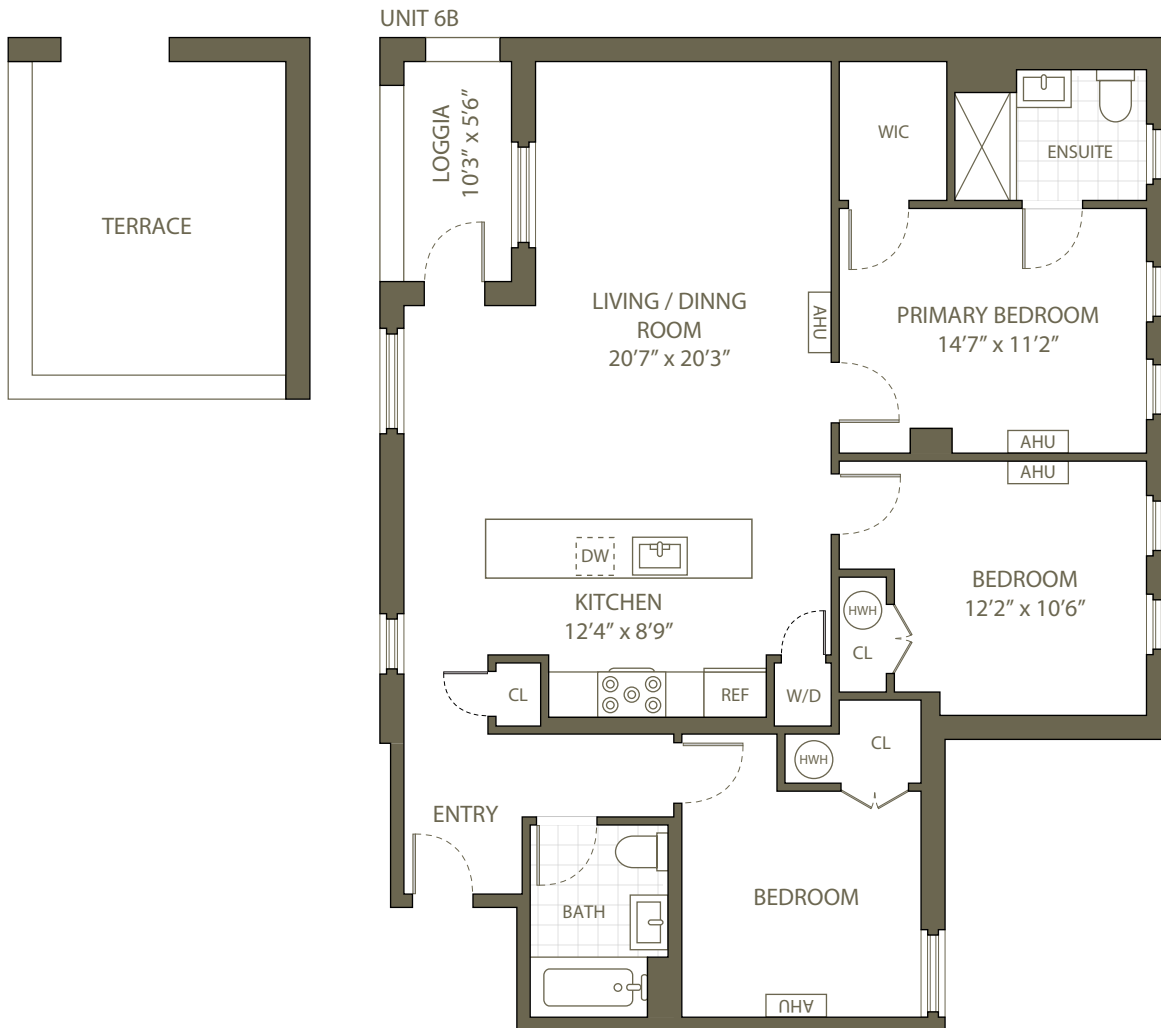 UNIT 6B
TERRACE
LOGGIA
10'3" x 5'6"
WIC
ENSUITE
LIVING / DINNG
ROOM
20'7" x 20'3"
AHU
PRIMARY BEDROOM
14'7" x 11'2"
AHU
AHU
DW
KITCHEN
12'4" x 8'9"
BEDROOM
12'2" x 10'6"
HWH
CL
CL
REF
W/D
HWH
CL
ENTRY
BATH
BEDROOM
AHU